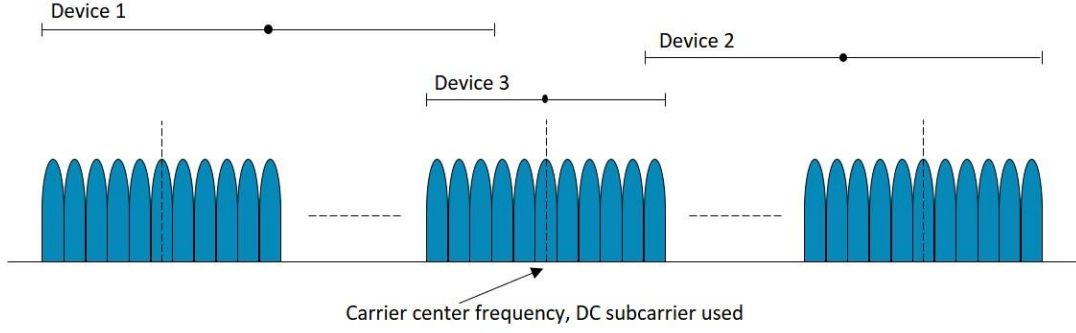 Device 1
Device 2
Device 3
Carrier center frequency, DC subcarrier used